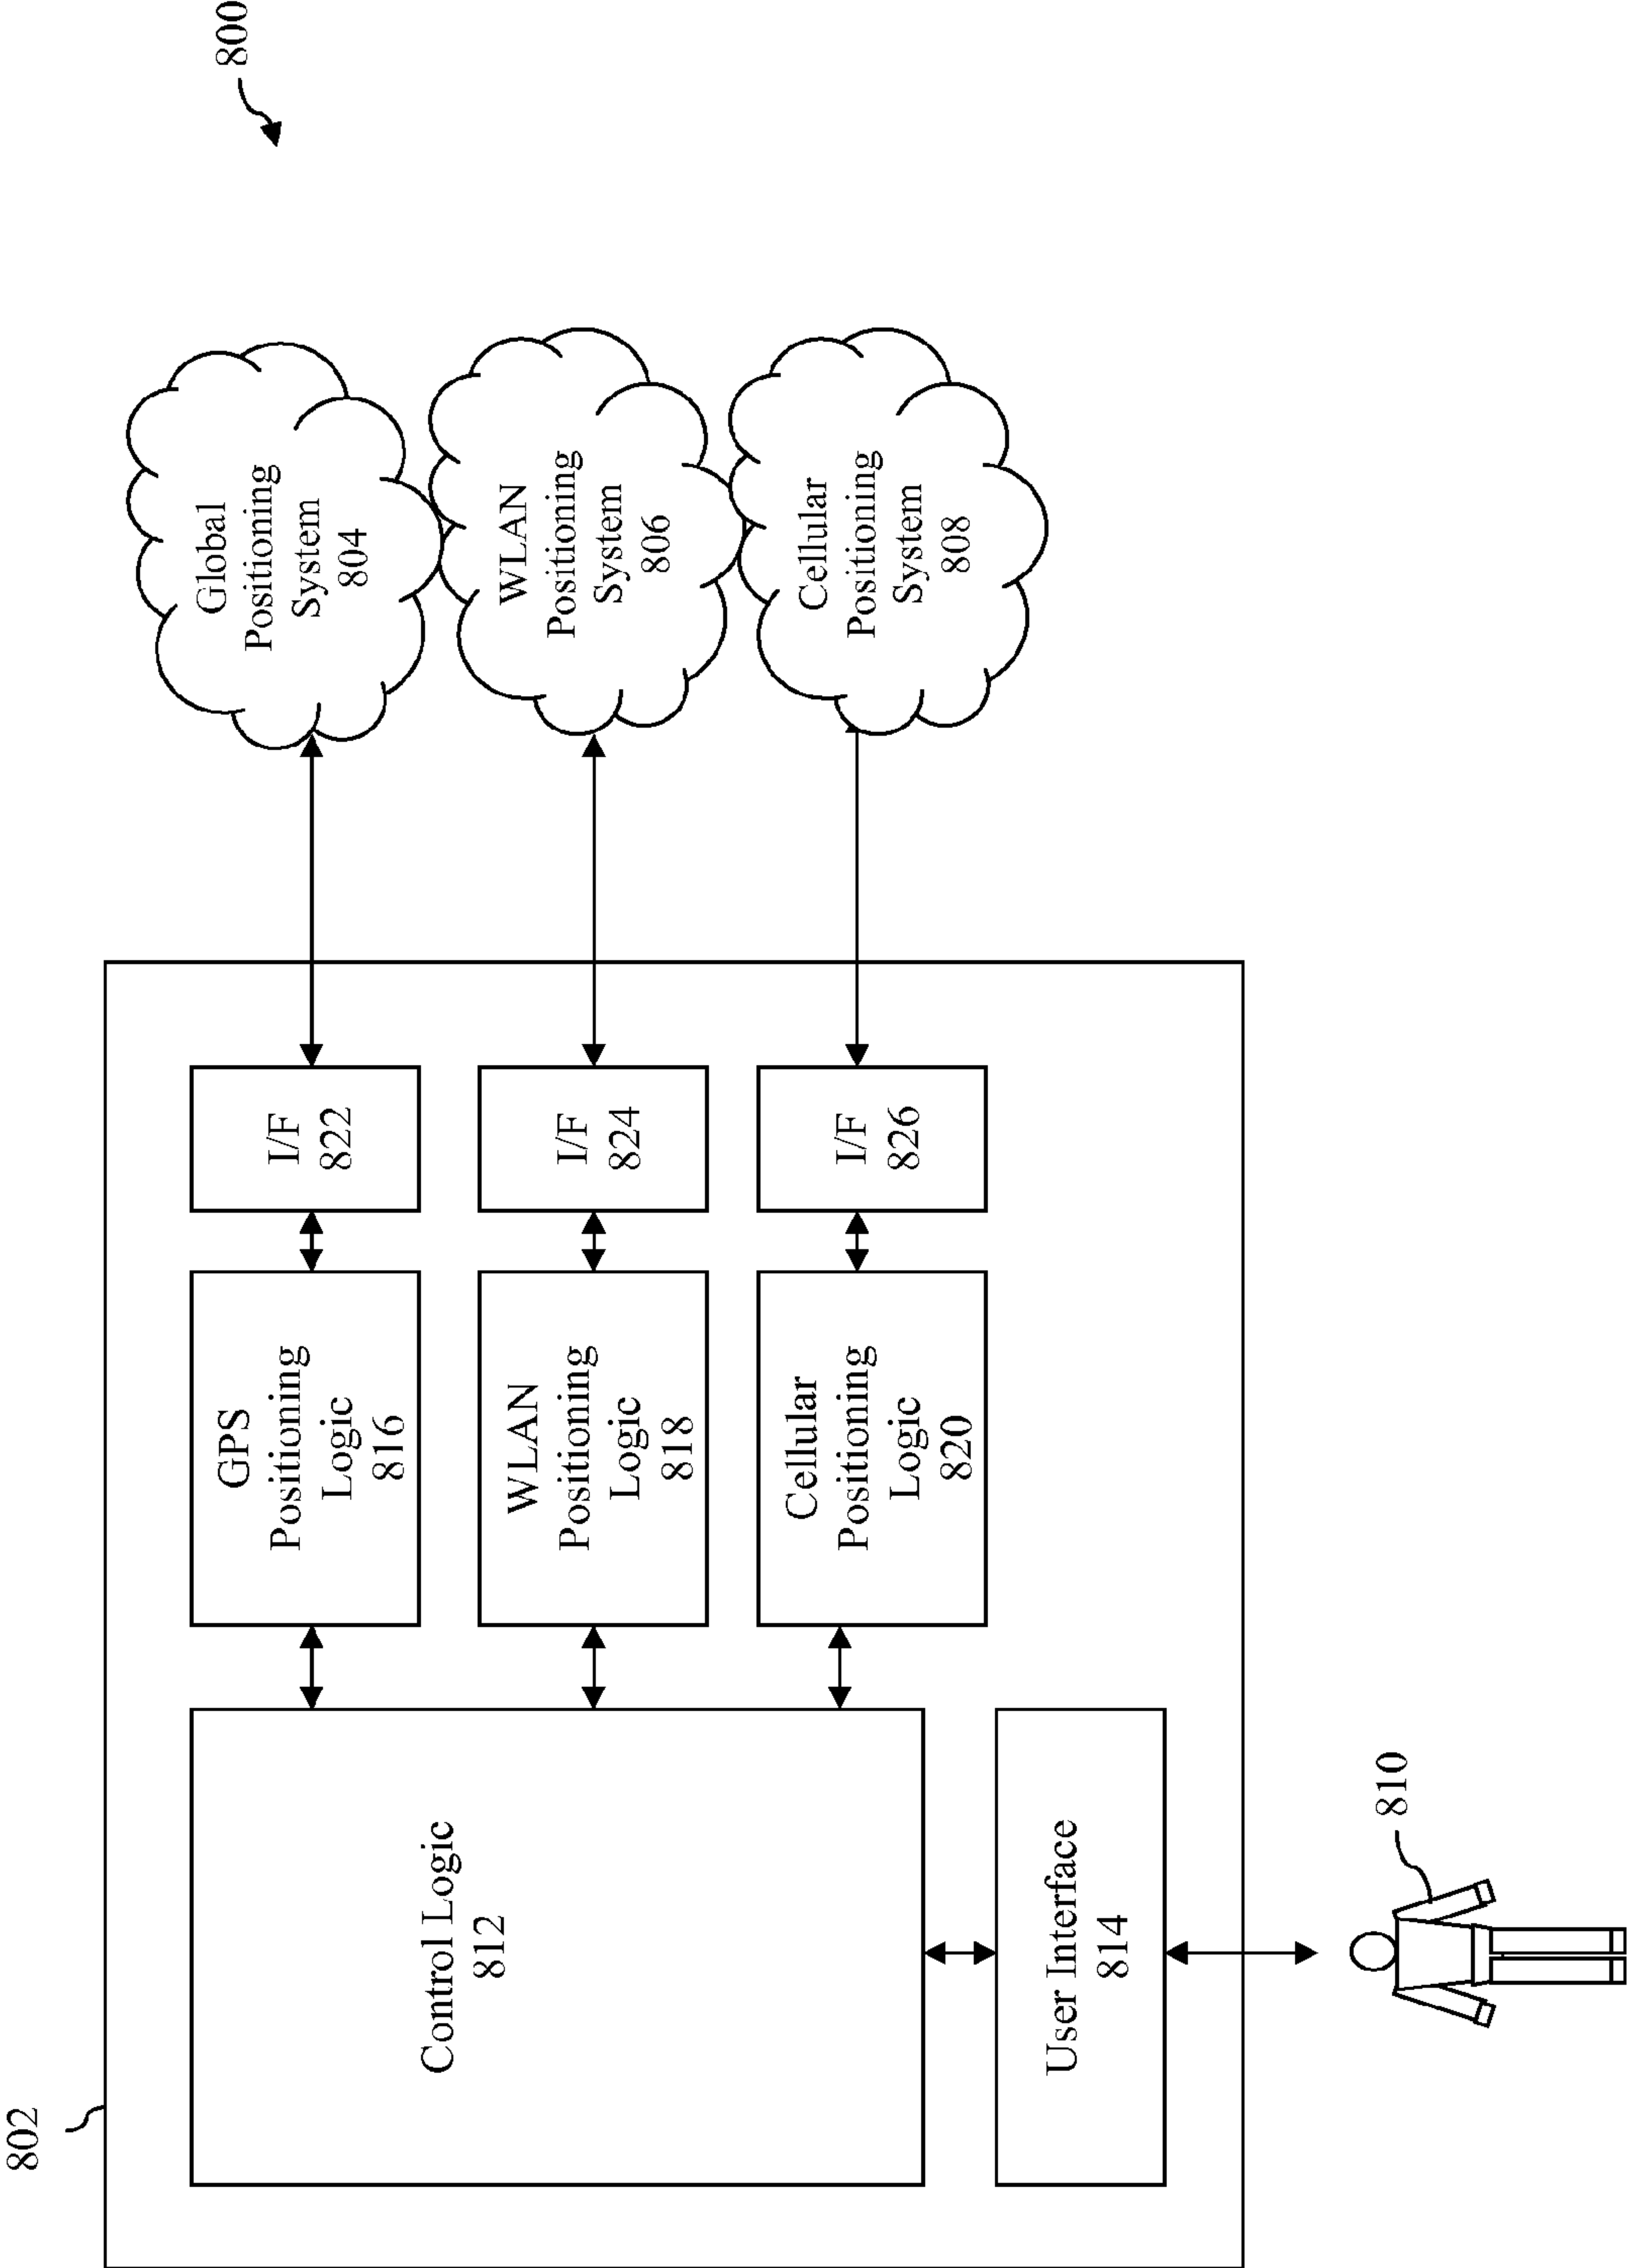 802
800
Control Logic
812
GPS
Positioning
Logic
816
I/F
822
Global
Positioning
System
804
WLAN
Positioning
Logic
818
I/F
824
WLAN
Positioning
System
806
Cellular
Positioning
Logic
820
I/F
826
Cellular
Positioning
System
808
User Interface
814
810